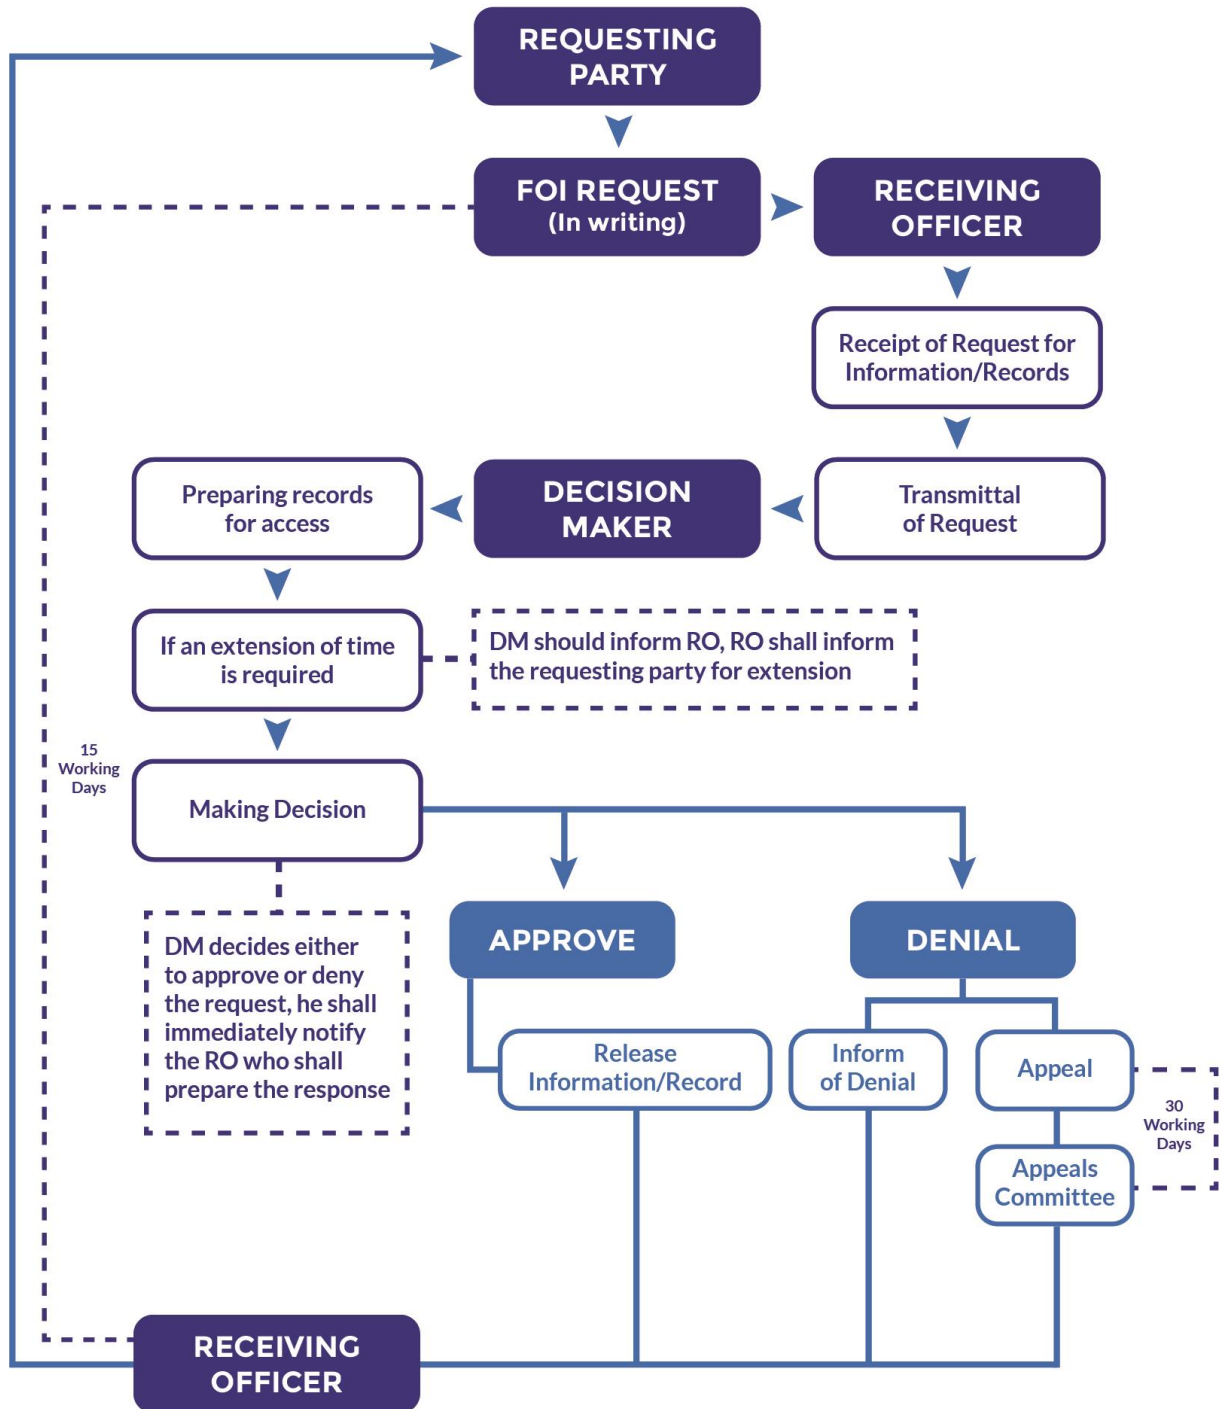 REQUESTING
PARTY
FOI REQUEST
(In writing)
RECEIVING
OFFICER
Receipt of Request for
Information/Records
Transmittal
of Request
DECISION
MAKER
Preparing records
for access
If an extension of time
is required
DM should inform RO, RO shall inform
the requesting party for extension
15
Working
Days
Making Decision
DM decides either
to approve or deny
the request, he shall
immediately notify
the RO who shall
prepare the response
APPROVE
DENIAL
Release
Information/Record
Inform
of Denial
Appeal
30
Working
Days
Appeals
Committee
RECEIVING
OFFICER